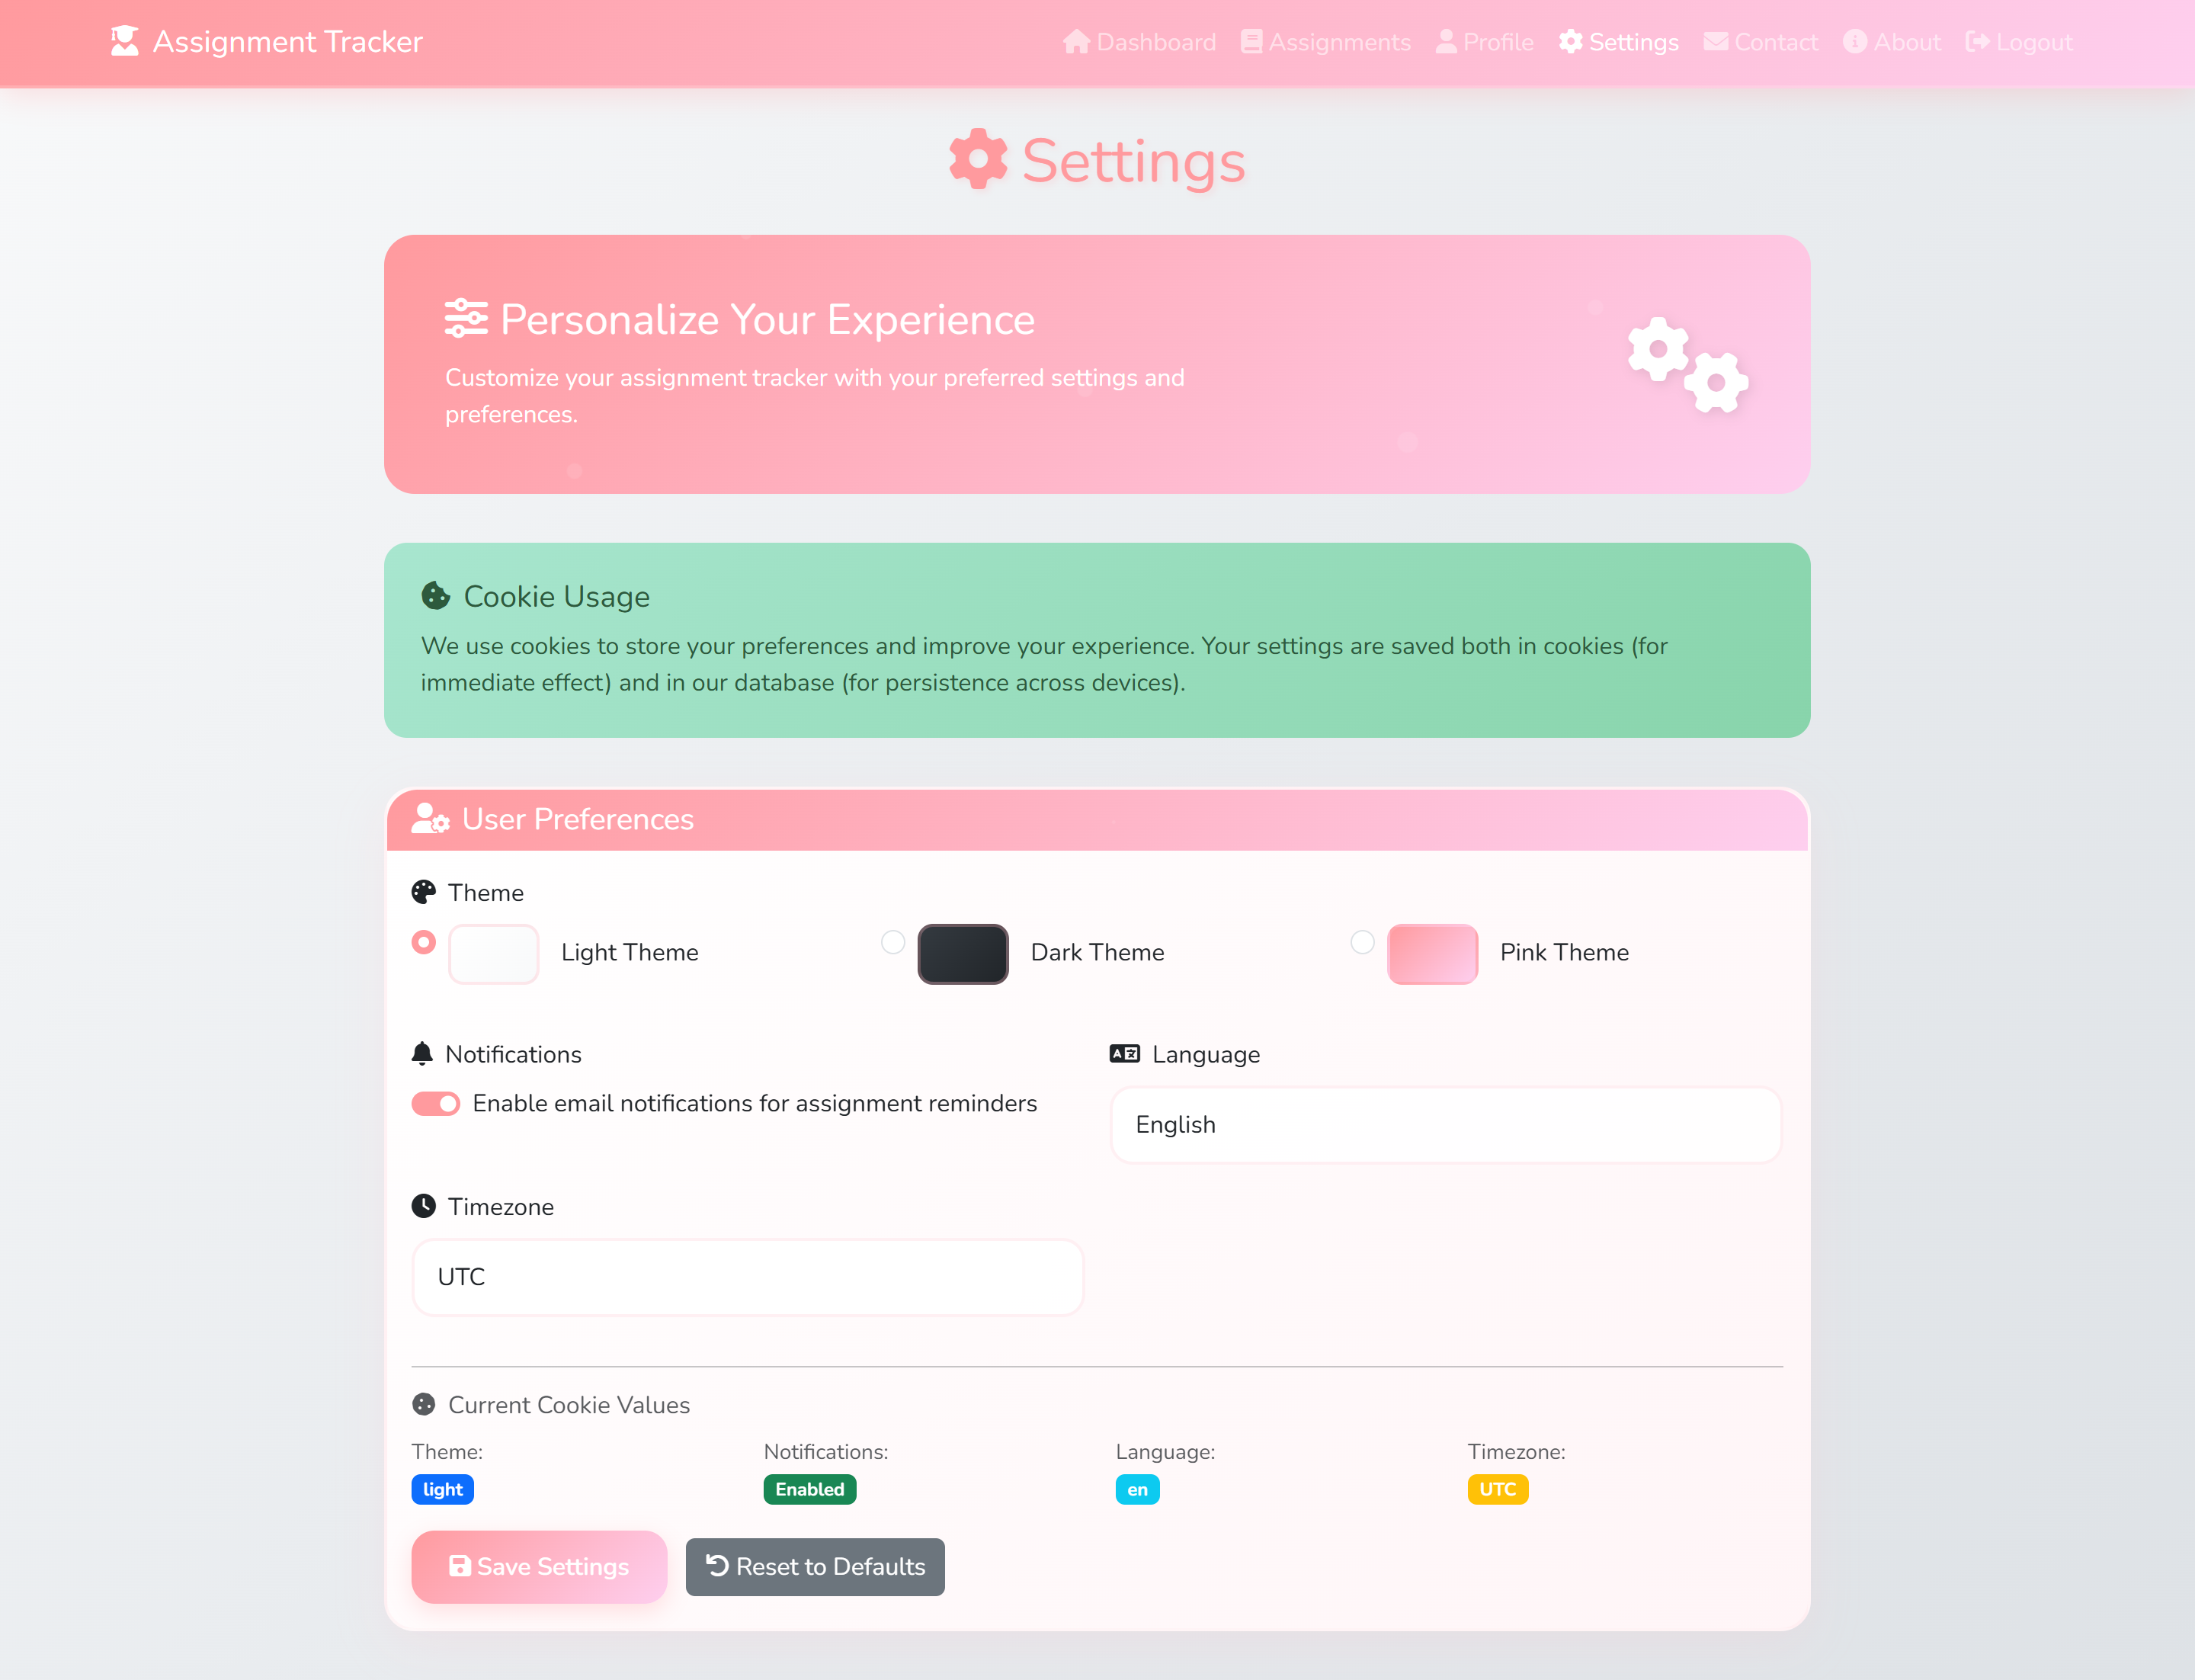 Assignment Tracker
Dashboard Assignments Profile Settings Contact About Logout
Settings
Personalize Your Experience
Customize your assignment tracker with your preferred settings and
preferences.
Cookie Usage
We use cookies to store your preferences and improve your experience. Your settings are saved both in cookies (for
immediate effect) and in our database (for persistence across devices).
User Preferences
Theme
Light Theme
Dark Theme
Pink Theme
Notifications
Enable email notifications for assignment reminders
Language
English
Timezone
UTC
Current Cookie Values
Theme: Notifications: Language: Timezone:
light Enabled en UTC
Save Settings
Reset to Defaults